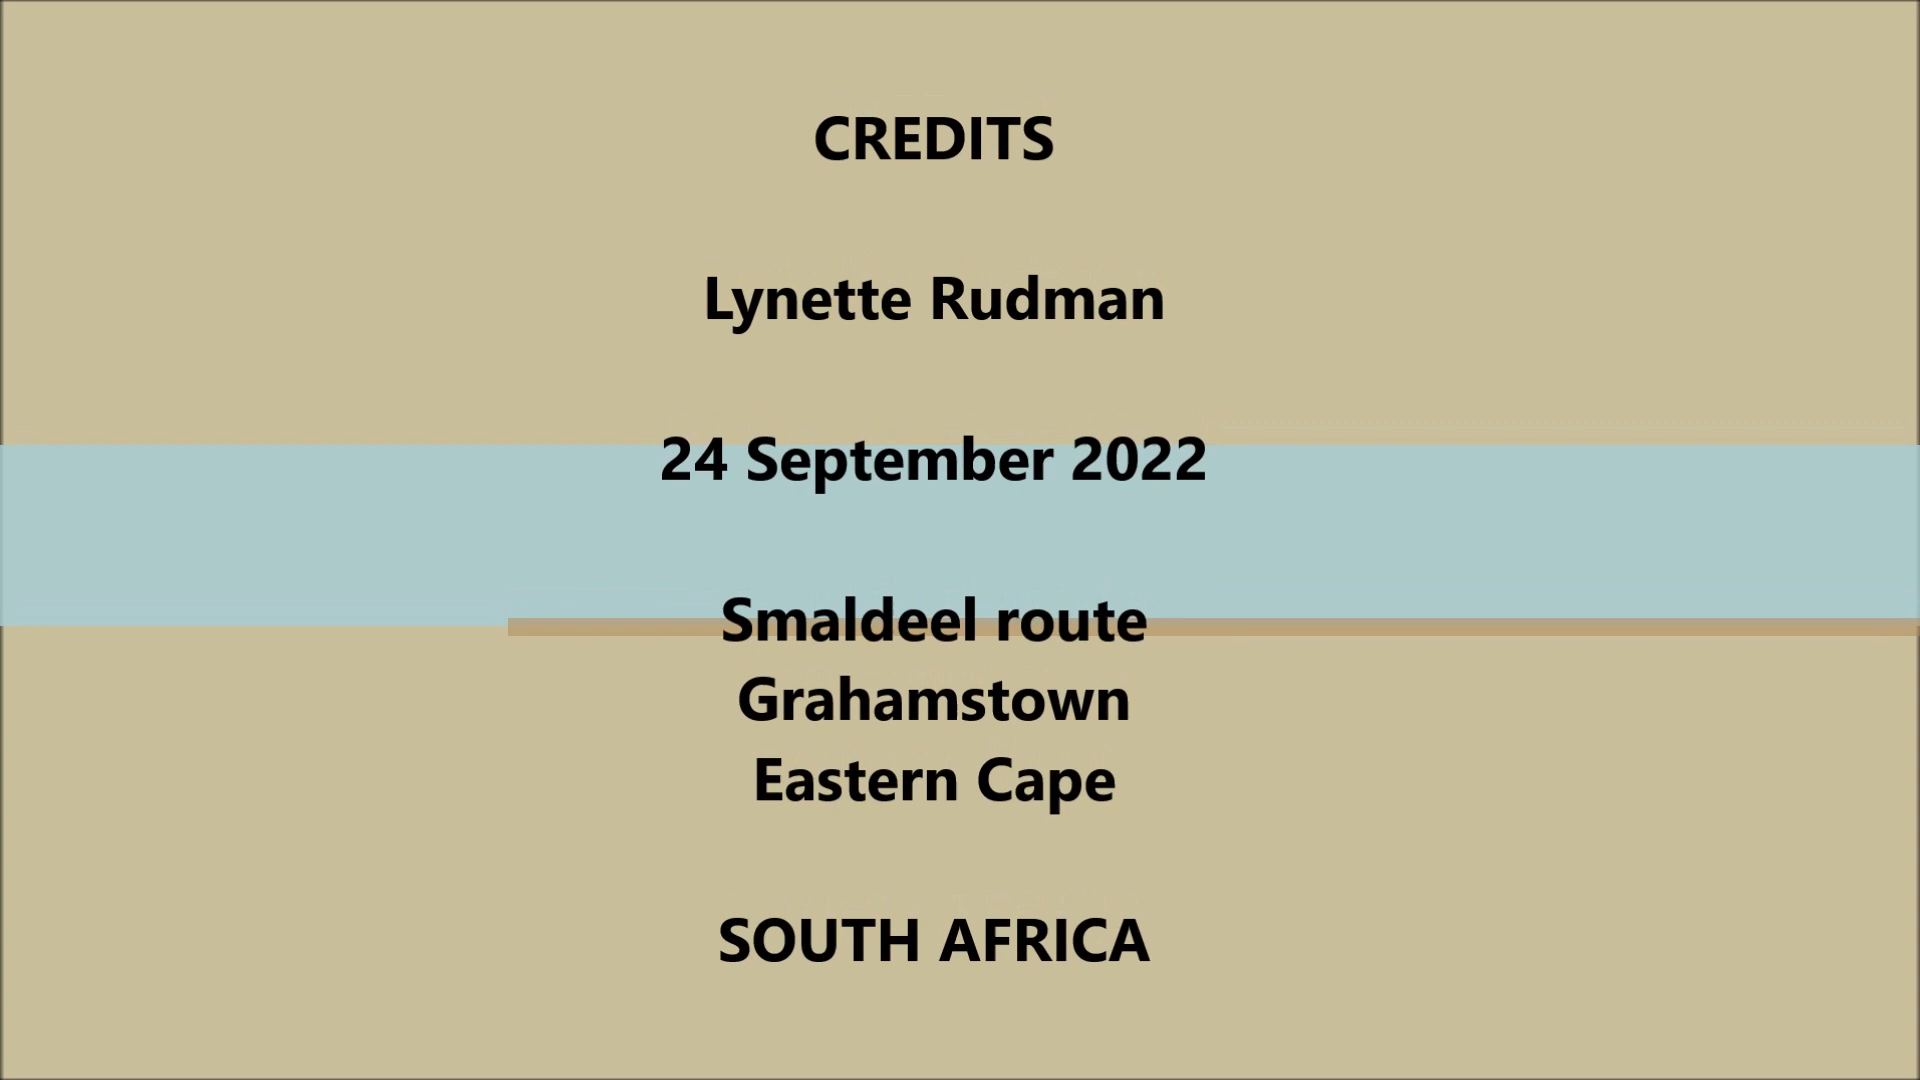 CREDITS
Lynette Rudman
24 September 2022
Smaldeel route
Grahamstown
Eastern Cape
SOUTH AFRICA